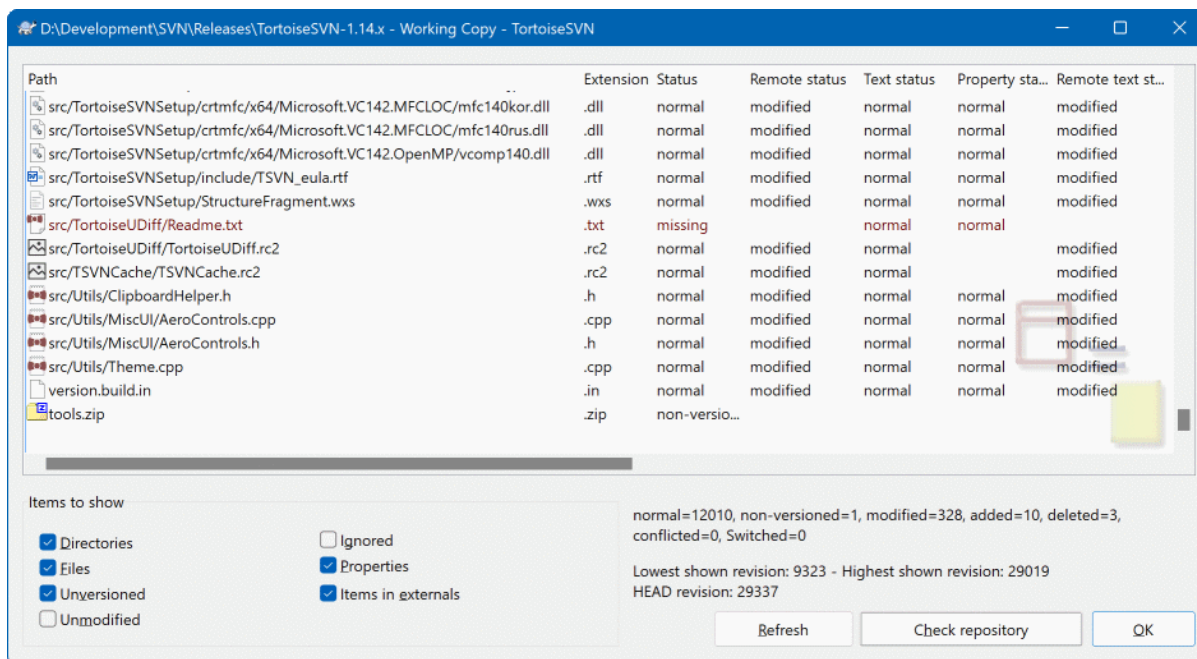 D:\Development\SVN\Releases\TortoiseSVN-1.14.x - Working Copy - TortoiseSVN
Path Extension Status Remote status Text status Property sta... Remote text st...
src/TortoiseSVNSetup/crtmfc/x64/Microsoft.VC142.MFCLOC/mfc140kor.dll .dll normal modified normal normal modified
src/TortoiseSVNSetup/crtmfc/x64/Microsoft.VC142.MFCLOC/mfc140rus.dll .dll normal modified normal normal modified
src/TortoiseSVNSetup/crtmfc/x64/Microsoft.VC142.OpenMP/vcomp140.dll .dll normal modified normal normal modified
src/TortoiseSVNSetup/include/TSVN_eula.rtf .rtf normal modified normal normal modified
src/TortoiseSVNSetup/StructureFragment.wxs .wxs normal modified normal normal modified
src/TortoiseUDiff/Readme.txt .txt missing normal normal
src/TortoiseUDiff/TortoiseUDiff.rc2 .rc2 normal modified normal modified
src/TSVNCache/TSVNCache.rc2 .rc2 normal modified normal modified
src/Utils/ClipboardHelper.h .h normal modified normal normal modified
src/Utils/MiscUI/AeroControls.cpp .cpp normal modified normal normal modified
src/Utils/MiscUI/AeroControls.h .h normal modified normal normal modified
src/Utils/Theme.cpp .cpp normal modified normal normal modified
version.build.in .in normal modified normal normal modified
tools.zip .zip non-versio...
Items to show
Directories
Files
Unversioned
Unmodified
Ignored
Properties
Items in externals
normal=12010, non-versioned=1, modified=328, added=10, deleted=3,
conflicted=0, Switched=0
Lowest shown revision: 9323 - Highest shown revision: 29019
HEAD revision: 29337
Refresh Check repository OK